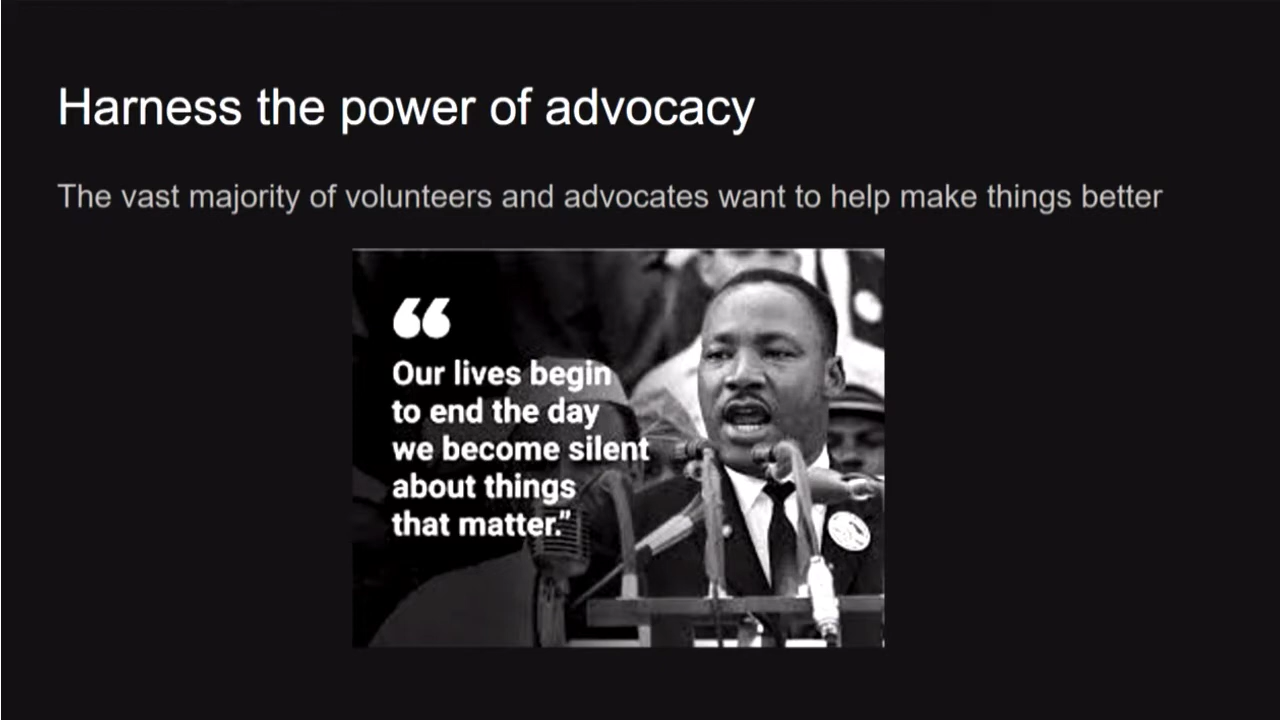 Harness the power of advocacy
The vast majority of volunteers and advocates want to help make things better
“
Our lives begin
to end the day
we become silent
about things
that matter.”